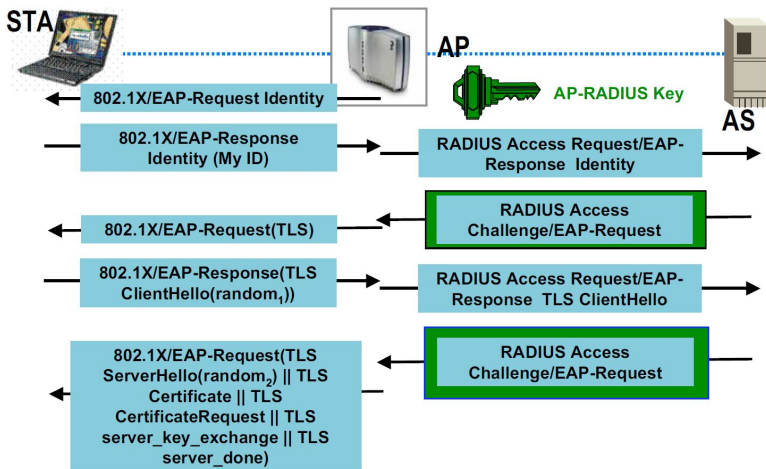 STA
AP
AP-RADIUS Key
AS
802.1X/EAP-Request Identity
802.1X/EAP-Response
Identity (My ID)
RADIUS Access Request/EAP-
Response Identity
RADIUS Access
Challenge/EAP-Request
802.1X/EAP-Request(TLS)
802.1X/EAP-Response(TLS
ClientHello(random₁))
RADIUS Access Request/EAP-
Response TLS ClientHello
RADIUS Access
Challenge/EAP-Request
802.1X/EAP-Request(TLS
ServerHello(random₂) || TLS
Certificate || TLS
CertificateRequest || TLS
server_key_exchange || TLS
server_done)